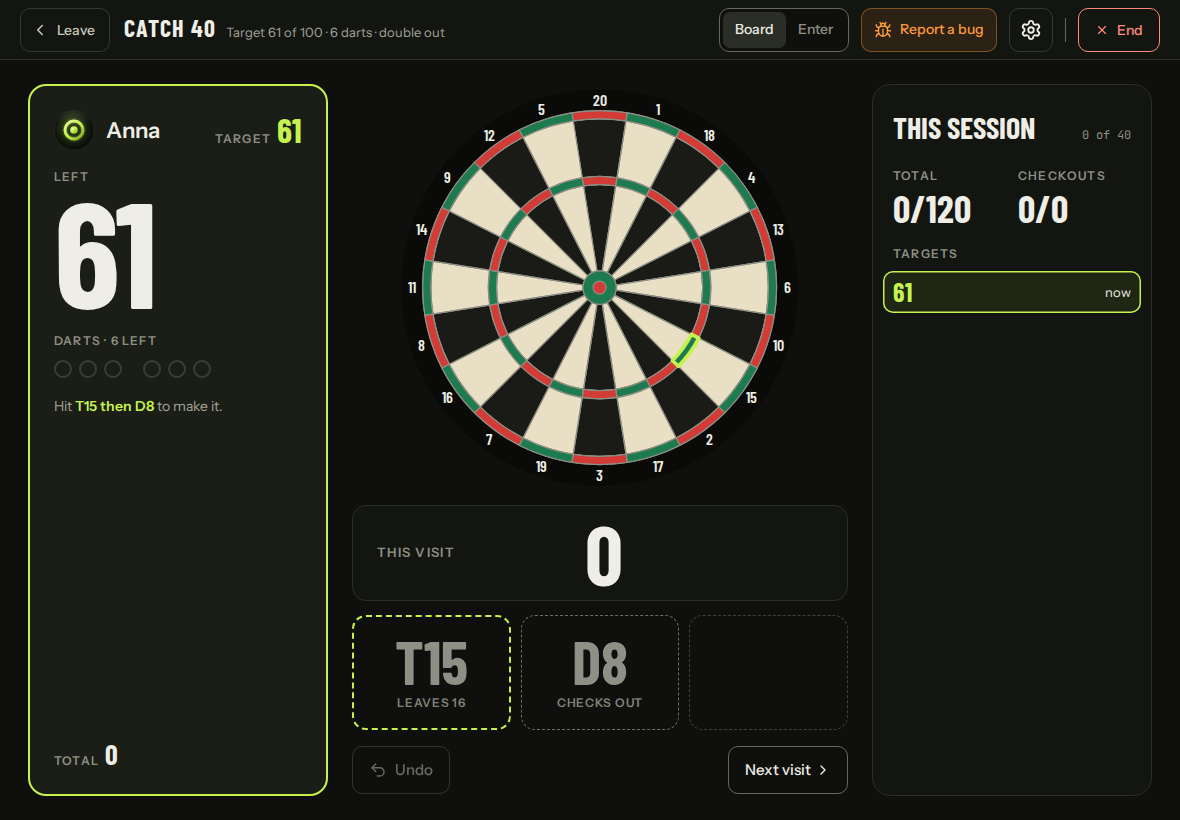 Leave
CATCH 40
Target 61 of 100 · 6 darts · double out
Board
Enter
Report a bug
End
Anna
TARGET 61
LEFT
61
DARTS · 6 LEFT
Hit T15 then D8 to make it.
TOTAL 0
20
1
18
4
13
6
10
15
2
17
3
19
7
16
8
11
14
9
12
5
THIS VISIT
0
T15
LEAVES 16
D8
CHECKS OUT
Undo
Next visit
THIS SESSION
0 of 40
TOTAL
CHECKOUTS
0/120
0/0
TARGETS
61
now